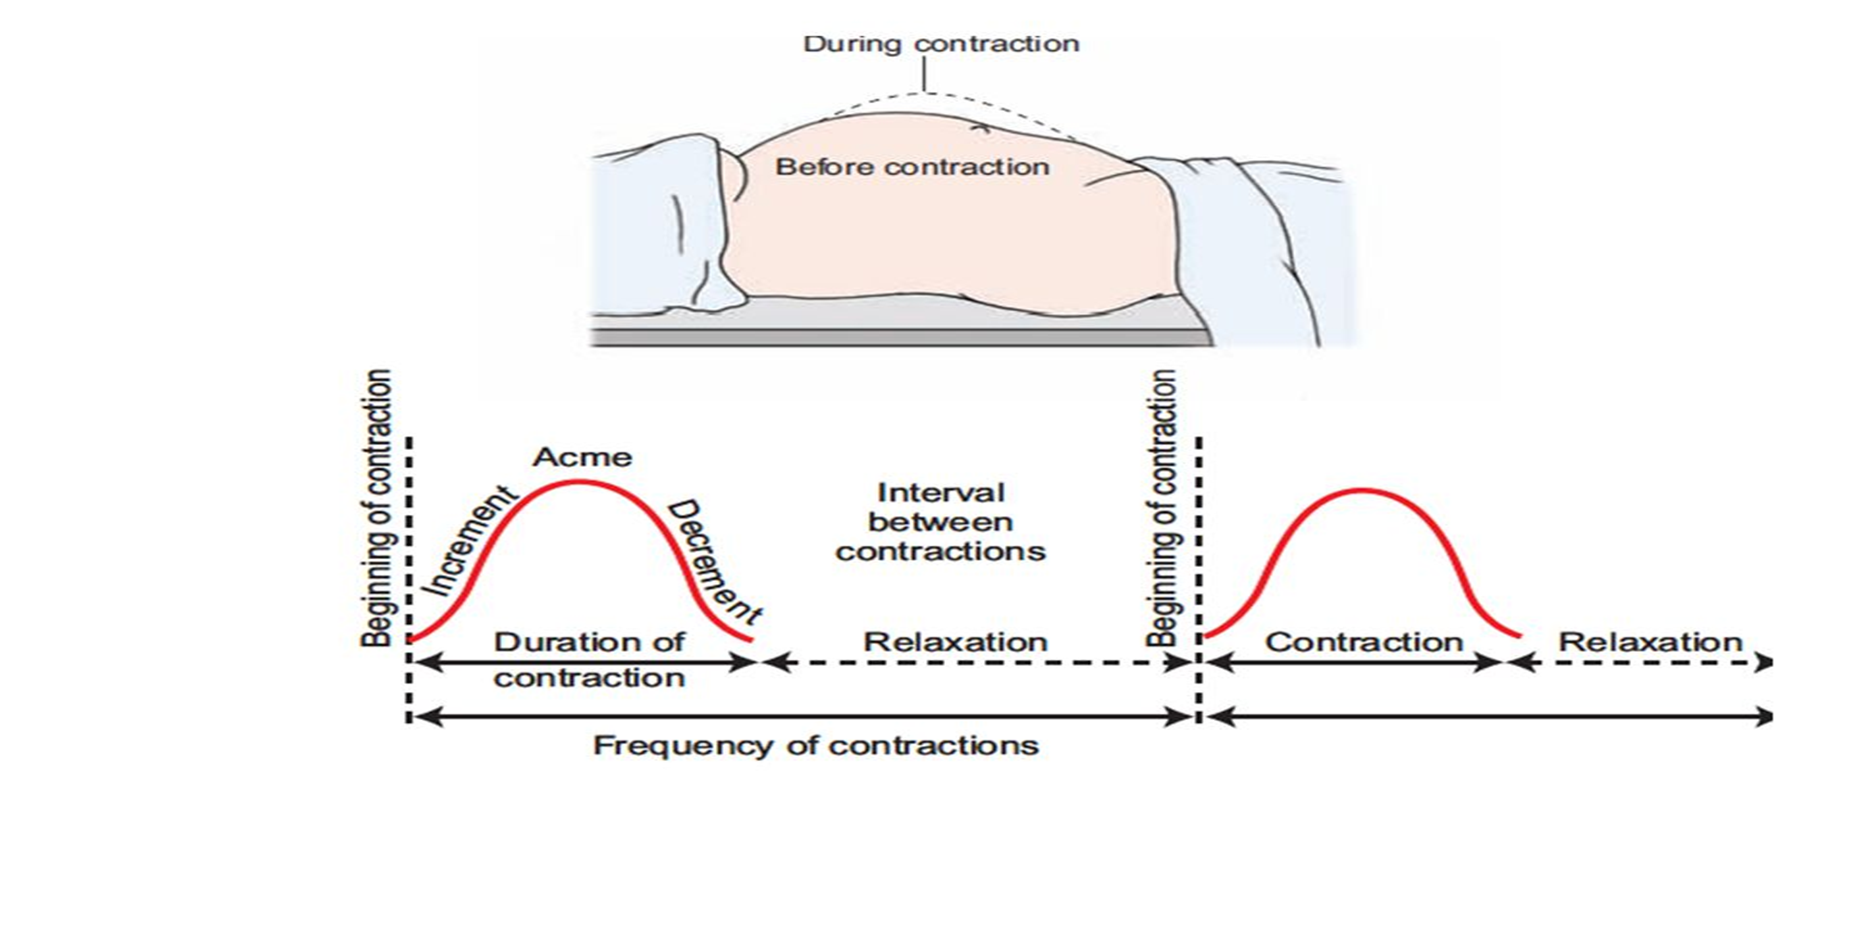 During contraction
Before contraction
Beginning of contraction
Increment
Acme
Decrement
Interval
between
contractions
Beginning of contraction
Duration of
contraction
Relaxation
Contraction
Relaxation
Frequency of contractions